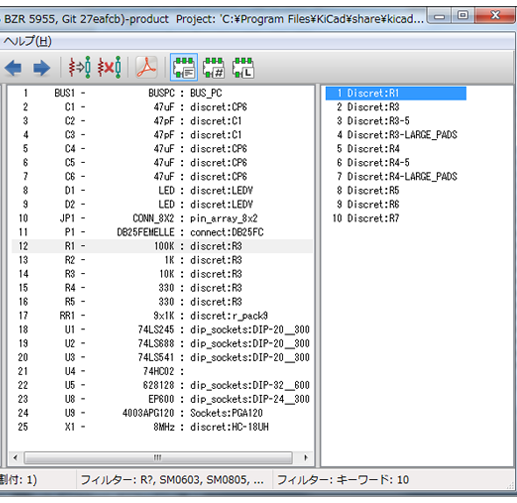 BZR 5955, Git 27eafcb)-product Project: 'C:¥Program Files¥KiCad¥share¥kicad...
ヘルプ(H)
1 BUS1 - BUSPC : BUS_PC
2 C1 - 47uF : discret:CP6
3 C2 - 47pF : discret:C1
4 C3 - 47pF : discret:C1
5 C4 - 47uF : discret:CP6
6 C5 - 47uF : discret:CP6
7 C6 - 47uF : discret:CP6
8 D1 - LED : discret:LEDV
9 D2 - LED : discret:LEDV
10 JP1 - CONN_8X2 : pin_array_8x2
11 P1 - DB25FEMELLE : connect:DB25FC
12 R1 - 100K : discret:R3
13 R2 - 1K : discret:R3
14 R3 - 10K : discret:R3
15 R4 - 330 : discret:R3
16 R5 - 330 : discret:R3
17 RR1 - 9x1K : discret:r_pack9
18 U1 - 74LS245 : dip_sockets:DIP-20__300
19 U2 - 74LS688 : dip_sockets:DIP-20__300
20 U3 - 74LS541 : dip_sockets:DIP-20__300
21 U4 - 74HC02 :
22 U5 - 628128 : dip_sockets:DIP-32__600
23 U8 - EP600 : dip_sockets:DIP-24__300
24 U9 - 4003APG120 : Sockets:PGA120
25 X1 - 8MHz : discret:HC-18UH
1 Discret:R1
2 Discret:R3
3 Discret:R3-5
4 Discret:R3-LARGE_PADS
5 Discret:R4
6 Discret:R4-5
7 Discret:R4-LARGE_PADS
8 Discret:R5
9 Discret:R6
10 Discret:R7
割付: 1)
フィルター: R?, SM0603, SM0805, ...
フィルター: キーワード: 10